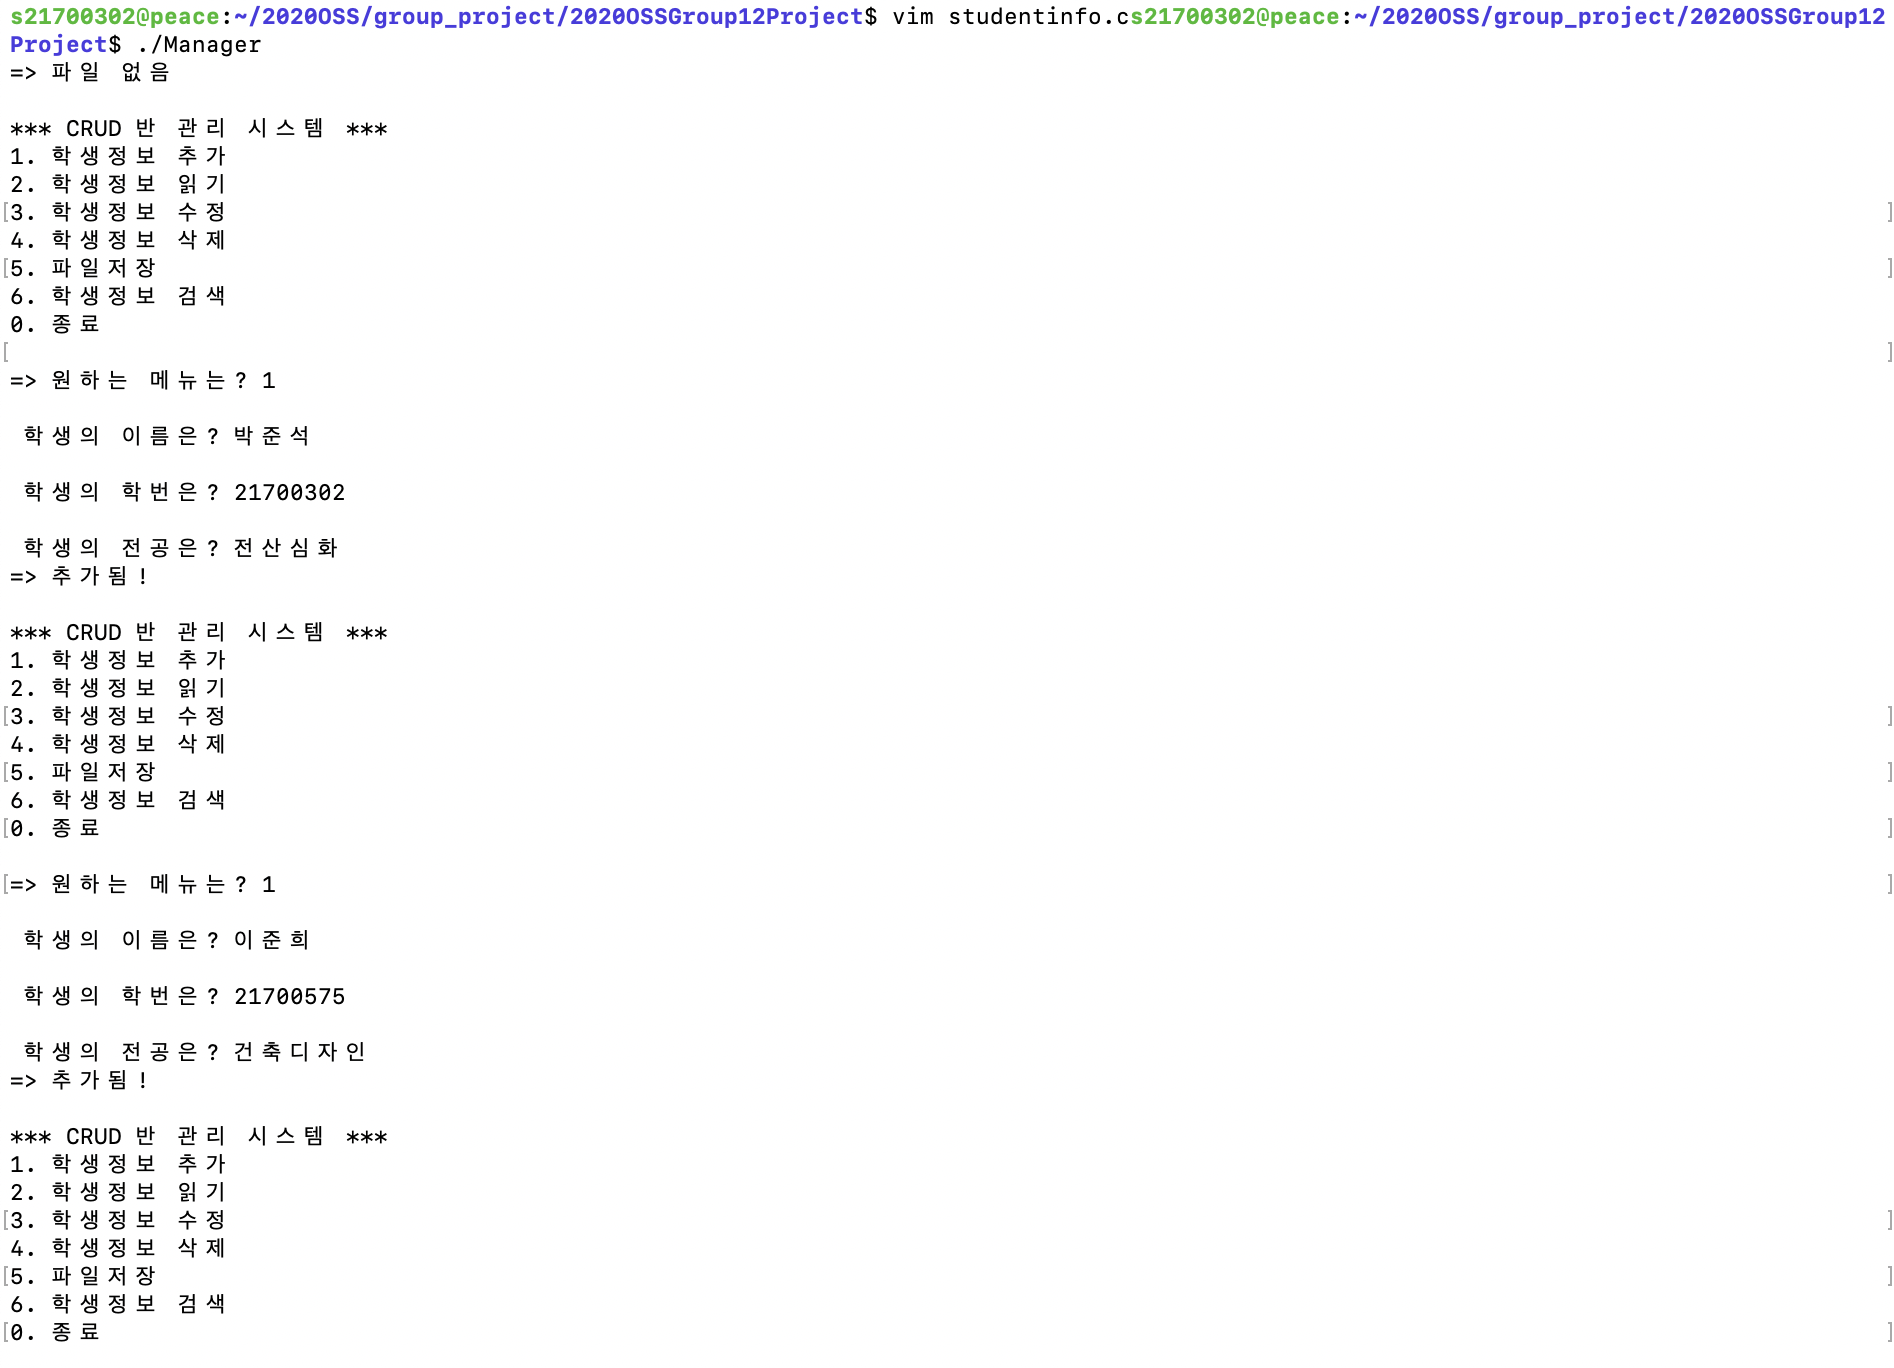 s21700302@peace:~/2020OSS/group_project/2020OSSGroup12Project$ vim studentinfo.cs21700302@peace:~/2020OSS/group_project/2020OSSGroup12
Project$ ./Manager
=> 파일 없음
*** CRUD 반 관리 시스템 ***
1. 학생정보 추가
2. 학생정보 읽기
[3. 학생정보 수정 ]
4. 학생정보 삭제
[5. 파일저장 ]
6. 학생정보 검색
0. 종료
[ ]
=> 원하는 메뉴는? 1
학생의 이름은? 박준석
학생의 학번은? 21700302
학생의 전공은? 전산심화
=> 추가됨!
*** CRUD 반 관리 시스템 ***
1. 학생정보 추가
2. 학생정보 읽기
[3. 학생정보 수정 ]
4. 학생정보 삭제
[5. 파일저장 ]
6. 학생정보 검색
[0. 종료 ]
[=> 원하는 메뉴는? 1 ]
학생의 이름은? 이준희
학생의 학번은? 21700575
학생의 전공은? 건축디자인
=> 추가됨!
*** CRUD 반 관리 시스템 ***
1. 학생정보 추가
2. 학생정보 읽기
[3. 학생정보 수정 ]
4. 학생정보 삭제
[5. 파일저장 ]
6. 학생정보 검색
[0. 종료 ]